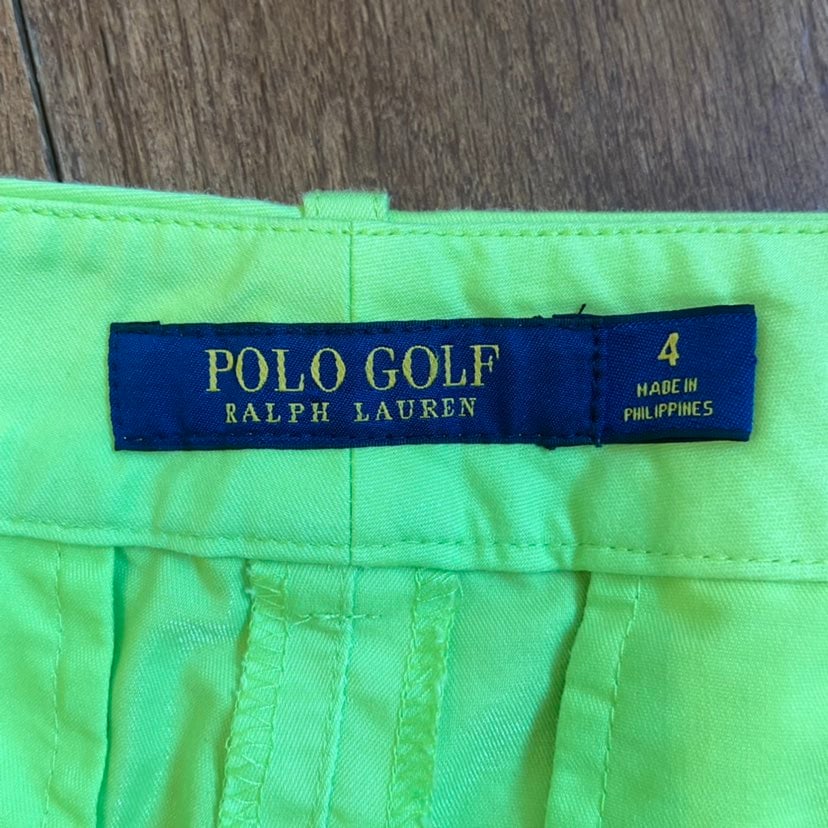 POLO GOLF
RALPH LAUREN
4
MADE IN
PHILIPPINES